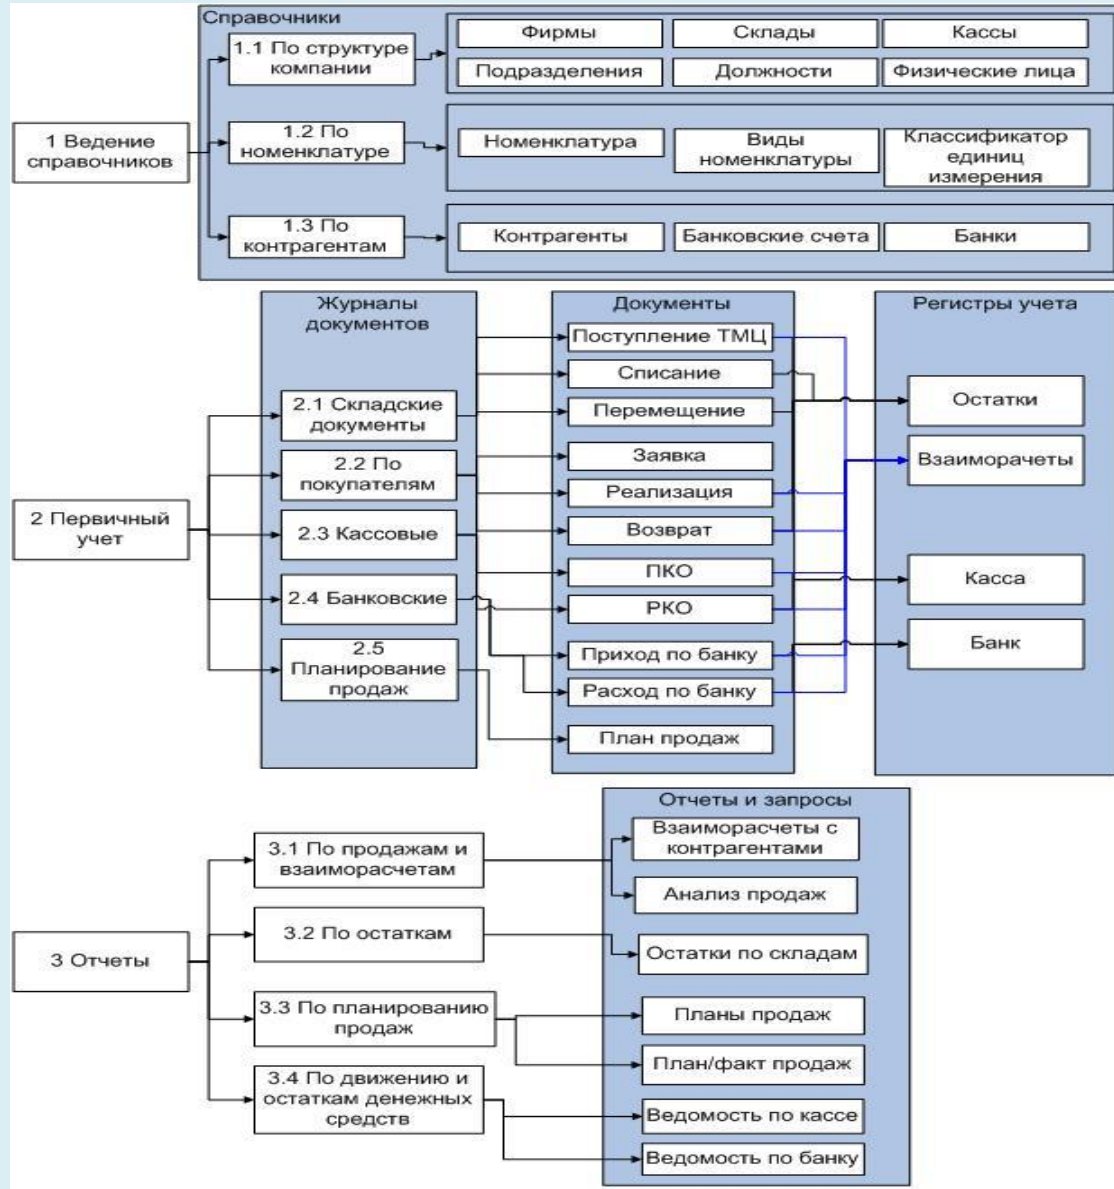 Справочники
1 Ведение
справочников
1.1 По структуре
компании
Фирмы
Склады
Кассы
Подразделения
Должности
Физические лица
1.2 По
номенклатуре
Номенклатура
Виды
номенклатуры
Классификатор
единиц
измерения
1.3 По
контрагентам
Контрагенты
Банковские счета
Банки
2 Первичный
учет
Журналы
документов
2.1 Складские
документы
2.2 По
покупателям
2.3 Кассовые
2.4 Банковские
2.5
Планирование
продаж
Документы
Поступление ТМЦ
Списание
Перемещение
Заявка
Реализация
Возврат
ПКО
РКО
Приход по банку
Расход по банку
План продаж
Регистры учета
Остатки
Взаиморачеты
Касса
Банк
3 Отчеты
3.1 По продажам и
взаиморасчетам
3.2 По остаткам
3.3 По планированию
продаж
3.4 По движению и
остаткам денежных
средств
Отчеты и запросы
Взаиморасчеты с
контрагентами
Анализ продаж
Остатки по складам
Планы продаж
План/факт продаж
Ведомость по кассе
Ведомость по банку